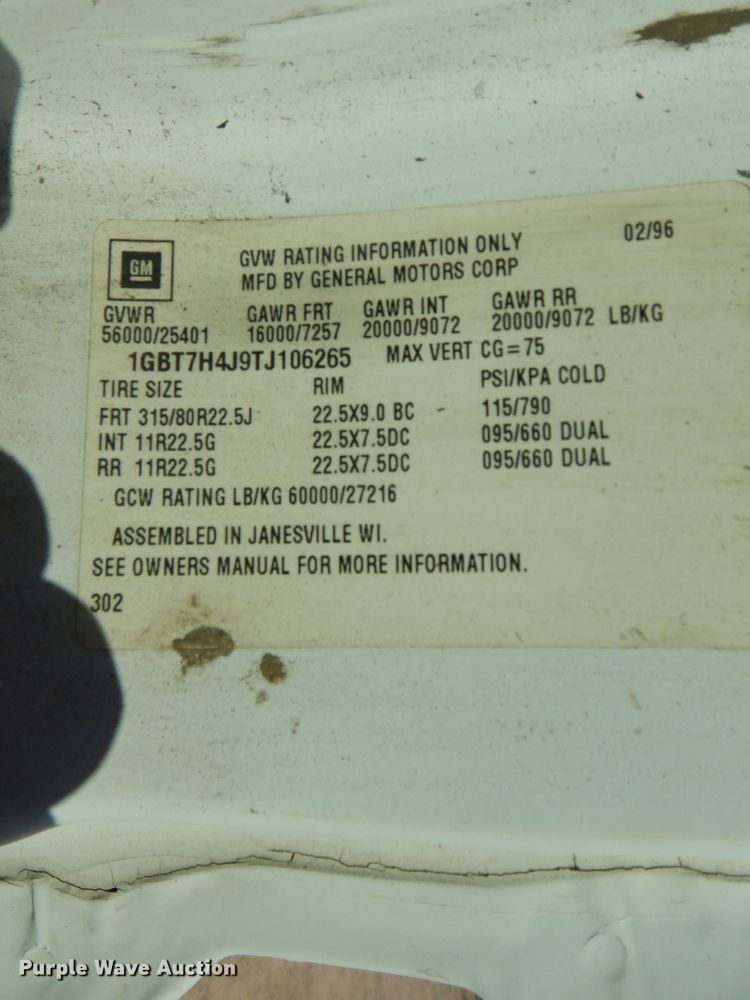 02/96
GM
GVW RATING INFORMATION ONLY
MFD BY GENERAL MOTORS CORP
GVWR GAWR FRT GAWR INT GAWR RR
56000/25401 16000/7257 20000/9072 20000/9072 LB/KG
1GBT7H4J9TJ106265 MAX VERT CG=75
TIRE SIZE RIM PSI/KPA COLD
FRT 315/80R22.5J 22.5X9.0 BC - 115/790
INT 11R22.5G 22.5X7.5DC 095/660 DUAL
RR 11R22.5G 22.5X7.5DC 095/660 DUAL
GCW RATING LB/KG 60000/27216
ASSEMBLED IN JANESVILLE WI.
SEE OWNERS MANUAL FOR MORE INFORMATION.
302
Purple Wave Auction